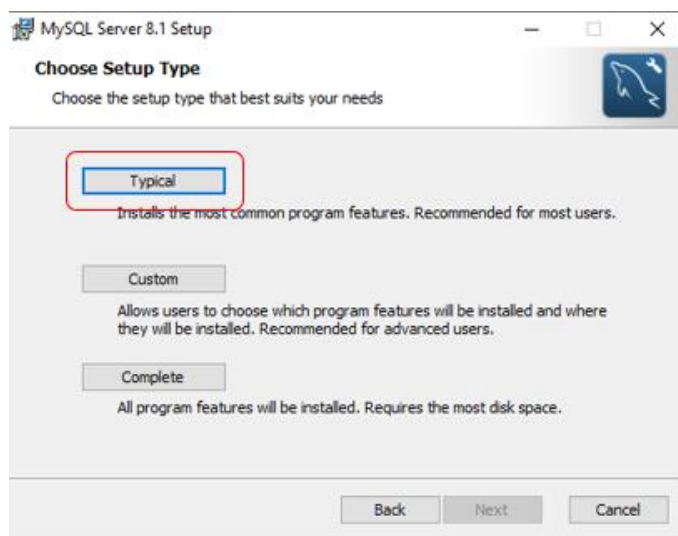 MySQL Server 8.1 Setup
Choose Setup Type
Choose the setup type that best suits your needs
Typical
Installs the most common program features. Recommended for most users.
Custom
Allows users to choose which program features will be installed and where
they will be installed. Recommended for advanced users.
Complete
All program features will be installed. Requires the most disk space.
Back Next Cancel